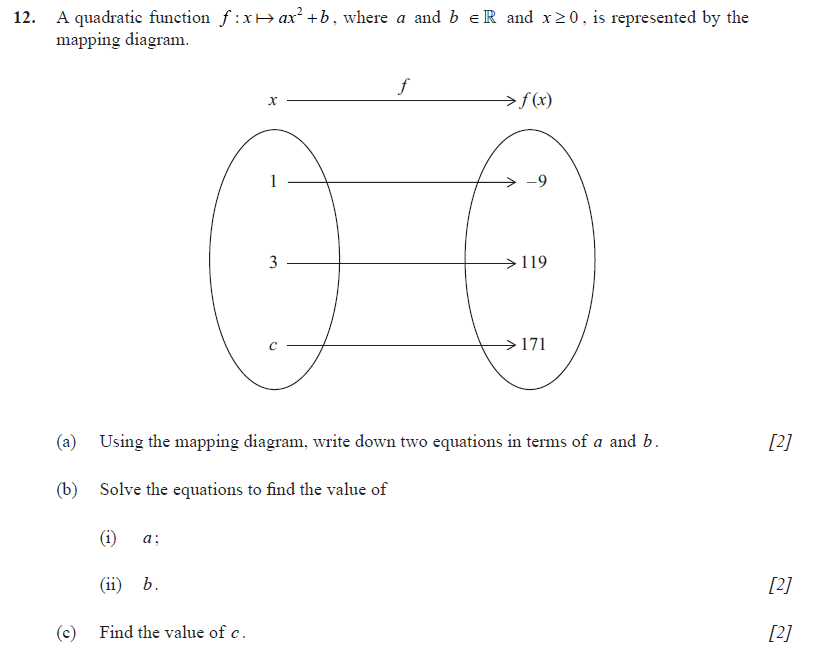 12. A quadratic function f : x ↦ ax² + b, where a and b ∈ ℝ and x ≥ 0, is represented by the
mapping diagram.
f
x f (x)
1 −9
3 119
c 171
(a) Using the mapping diagram, write down two equations in terms of a and b. [2]
(b) Solve the equations to find the value of
(i) a;
(ii) b. [2]
(c) Find the value of c. [2]